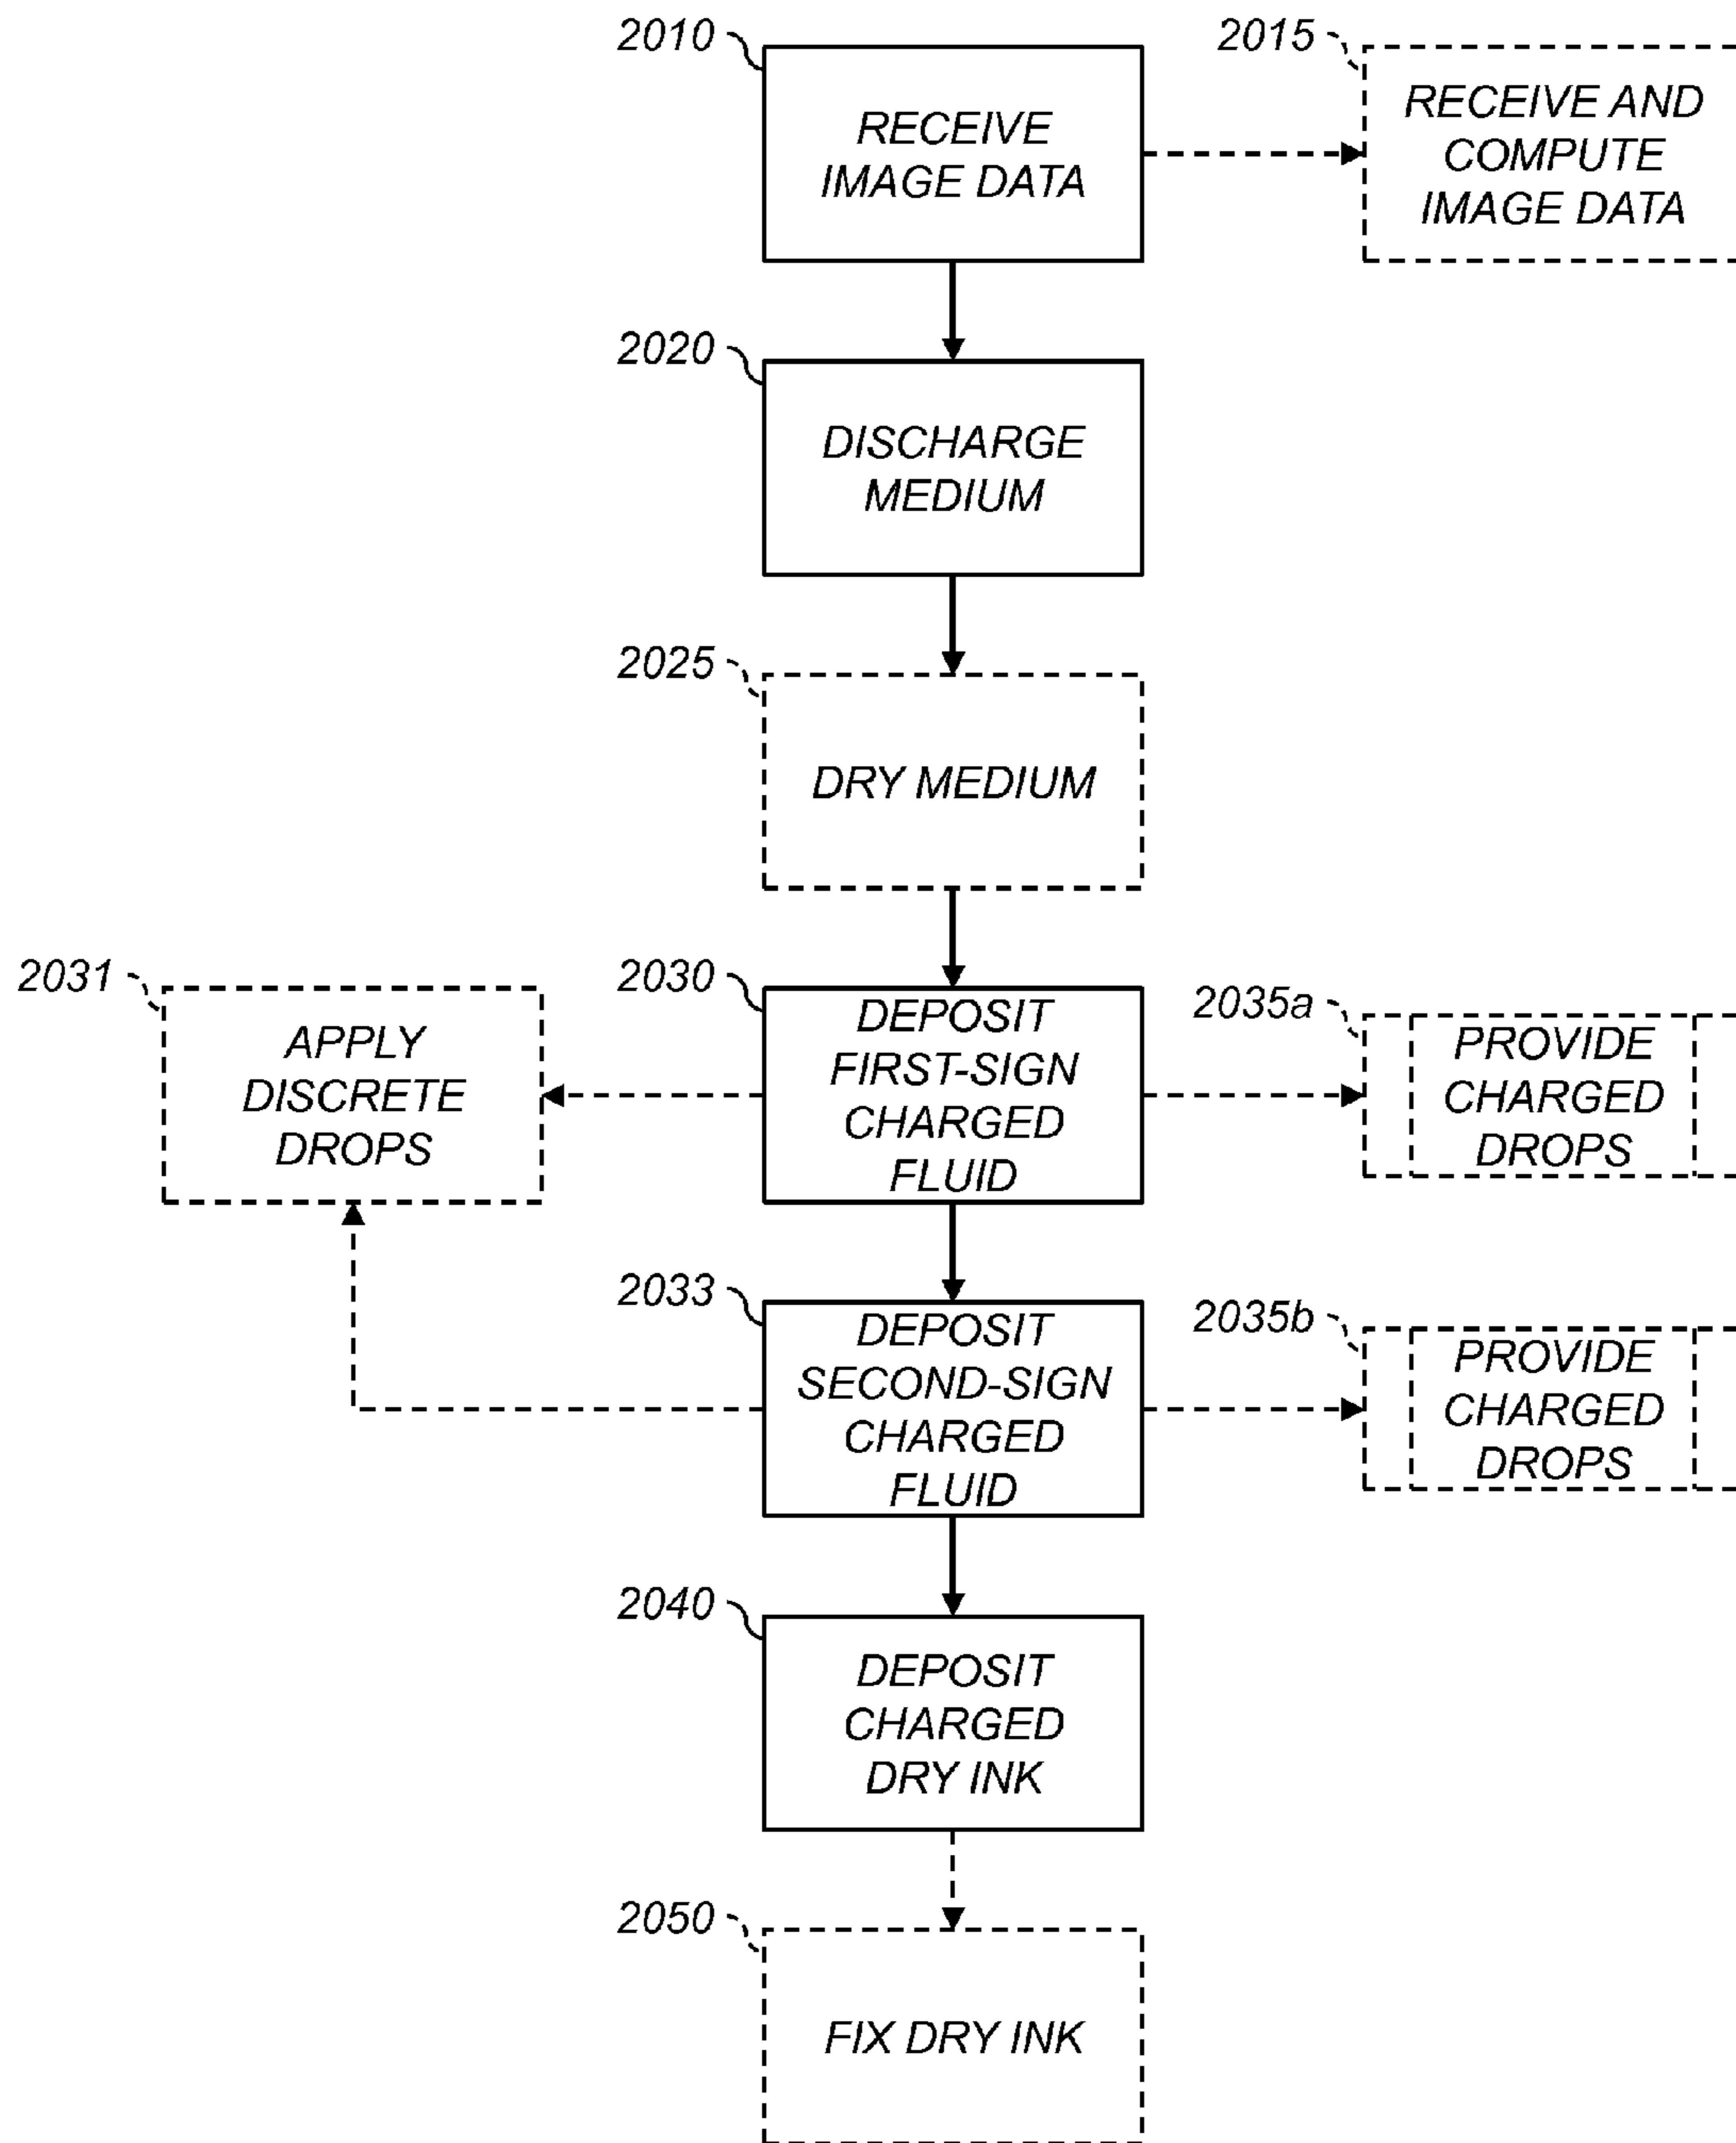 2010
RECEIVE
IMAGE DATA
2015
RECEIVE AND
COMPUTE
IMAGE DATA
2020
DISCHARGE
MEDIUM
2025
DRY MEDIUM
2031
APPLY
DISCRETE
DROPS
2030
DEPOSIT
FIRST-SIGN
CHARGED
FLUID
2035a
PROVIDE
CHARGED
DROPS
2033
DEPOSIT
SECOND-SIGN
CHARGED
FLUID
2035b
PROVIDE
CHARGED
DROPS
2040
DEPOSIT
CHARGED
DRY INK
2050
FIX DRY INK